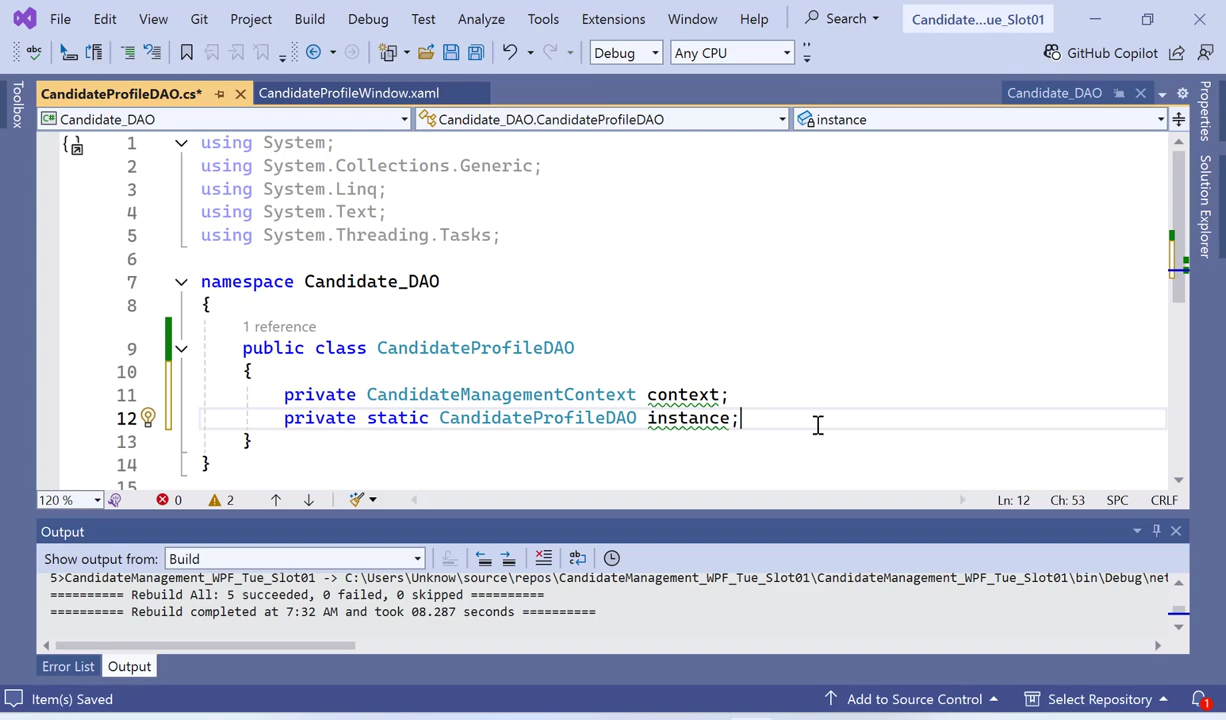 File Edit View Git Project Build Debug Test Analyze Tools Extensions Window Help Search Candidate...ue_Slot01
abc Debug Any CPU GitHub Copilot
CandidateProfileDAO.cs* CandidateProfileWindow.xaml Candidate_DAO
C# Candidate_DAO Candidate_DAO.CandidateProfileDAO instance
Toolbox
Properties
Solution Explorer
1 using System;
2 using System.Collections.Generic;
3 using System.Linq;
4 using System.Text;
5 using System.Threading.Tasks;
6
7 namespace Candidate_DAO
8 {
1 reference
9 public class CandidateProfileDAO
10 {
11 private CandidateManagementContext context;
12 private static CandidateProfileDAO instance;
13 }
14 }
15
120 % 0 2 Ln: 12 Ch: 53 SPC CRLF
Output
Show output from: Build
5>CandidateManagement_WPF_Tue_Slot01 -> C:\Users\Unknow\source\repos\CandidateManagement_WPF_Tue_Slot01\CandidateManagement_WPF_Tue_Slot01\bin\Debug\net
========== Rebuild All: 5 succeeded, 0 failed, 0 skipped ==========
========== Rebuild completed at 7:32 AM and took 08.287 seconds ==========
Error List Output
Item(s) Saved Add to Source Control Select Repository 1